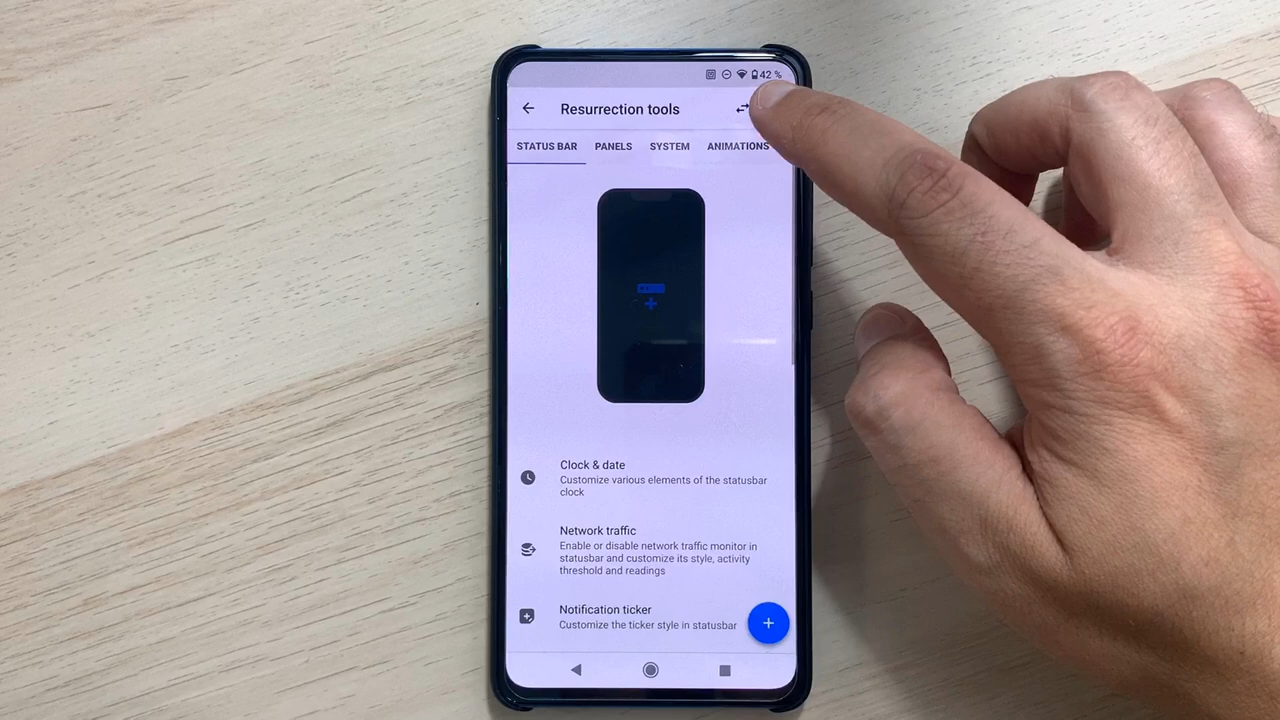 42 %
Resurrection tools
STATUS BAR PANELS SYSTEM ANIMATIONS
Clock & date
Customize various elements of the statusbar
clock
Network traffic
Enable or disable network traffic monitor in
statusbar and customize its style, activity
threshold and readings
Notification ticker
Customize the ticker style in statusbar